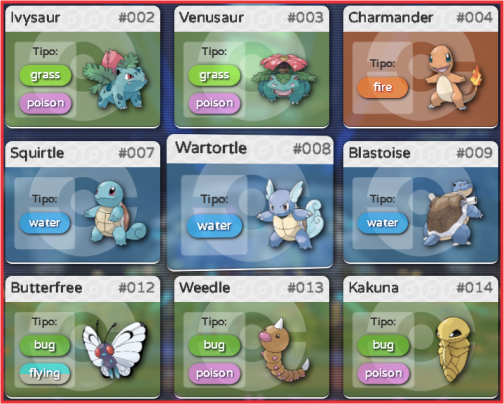 Ivysaur #002
Tipo:
grass
poison
Venusaur #003
Tipo:
grass
poison
Charmander #004
Tipo:
fire
Squirtle #007
Tipo:
water
Wartortle #008
Tipo:
water
Blastoise #009
Tipo:
water
Butterfree #012
Tipo:
bug
flying
Weedle #013
Tipo:
bug
poison
Kakuna #014
Tipo:
bug
poison